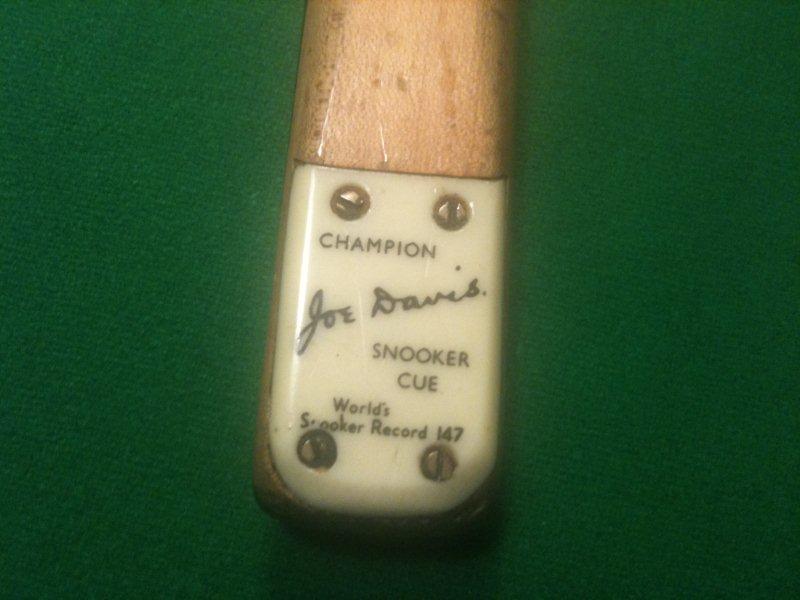 CHAMPION
Joe Davis.
SNOOKER
CUE
World's
Snooker Record 147